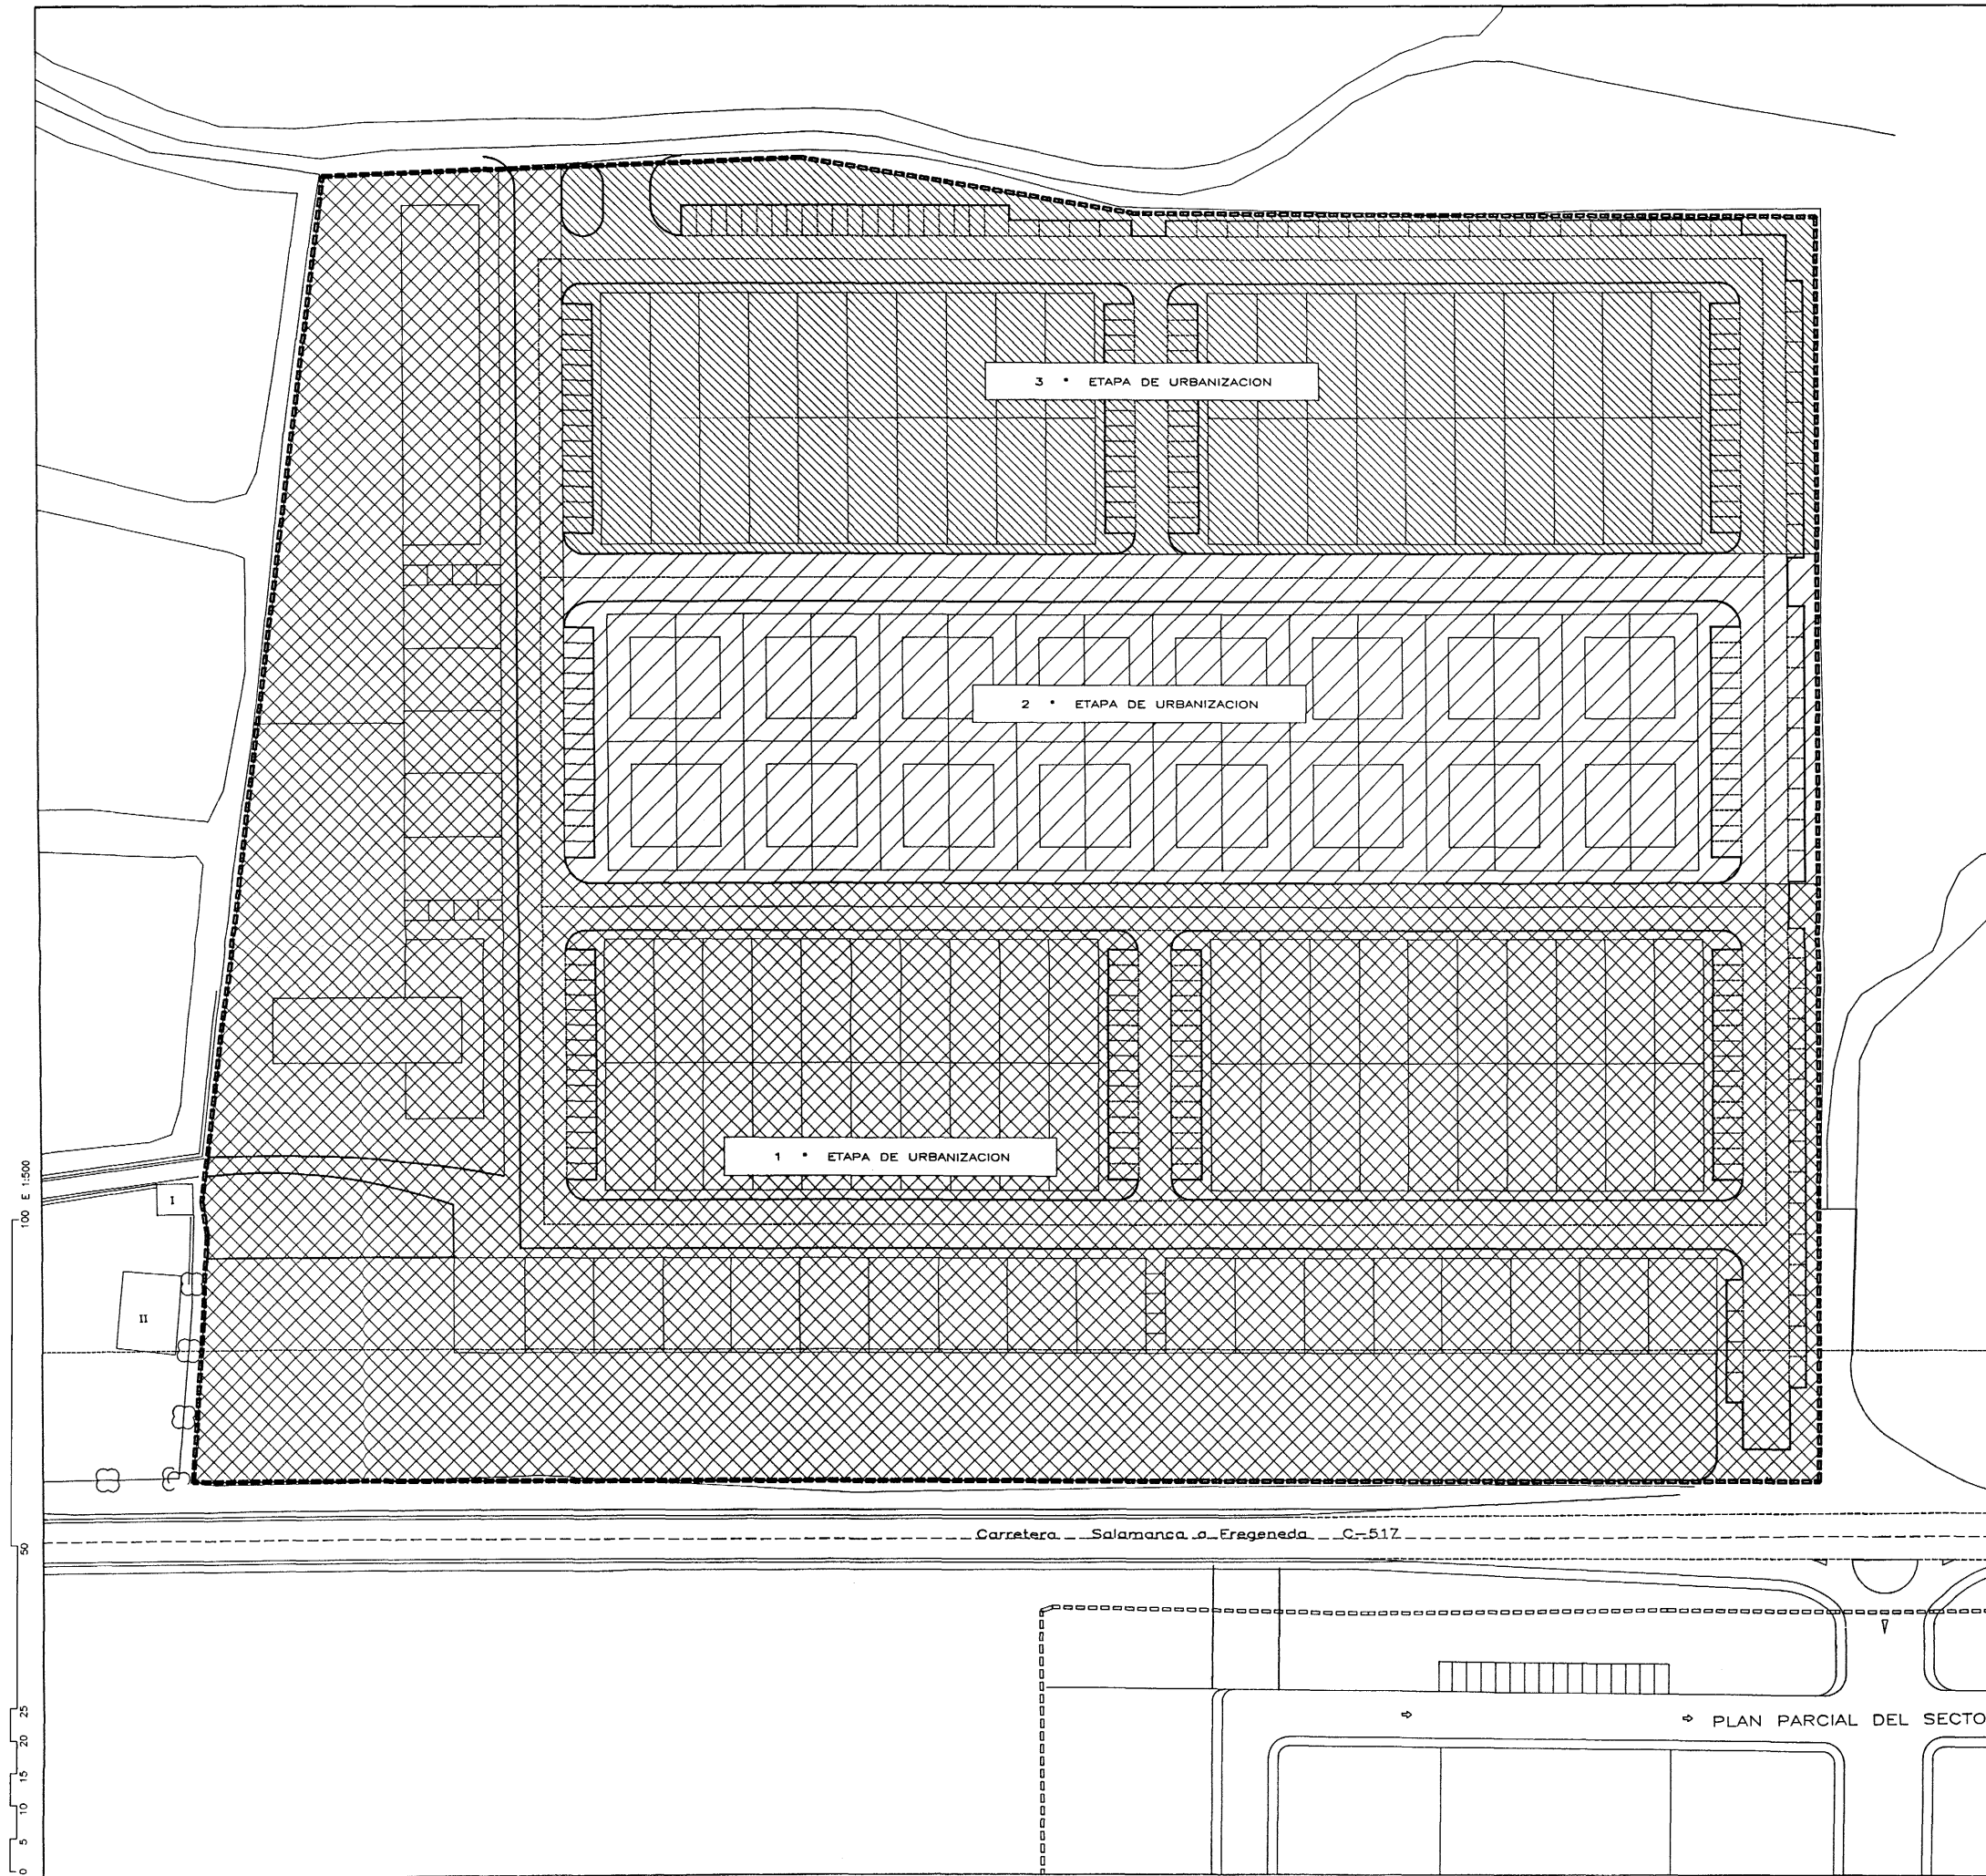 3 * ETAPA DE URBANIZACION
2 * ETAPA DE URBANIZACION
1 * ETAPA DE URBANIZACION
I
II
Carretera Salamanca a Fregeneda C-517
PLAN PARCIAL DEL SECTO
0 5 10 15 20 25 50 100 E 1:500